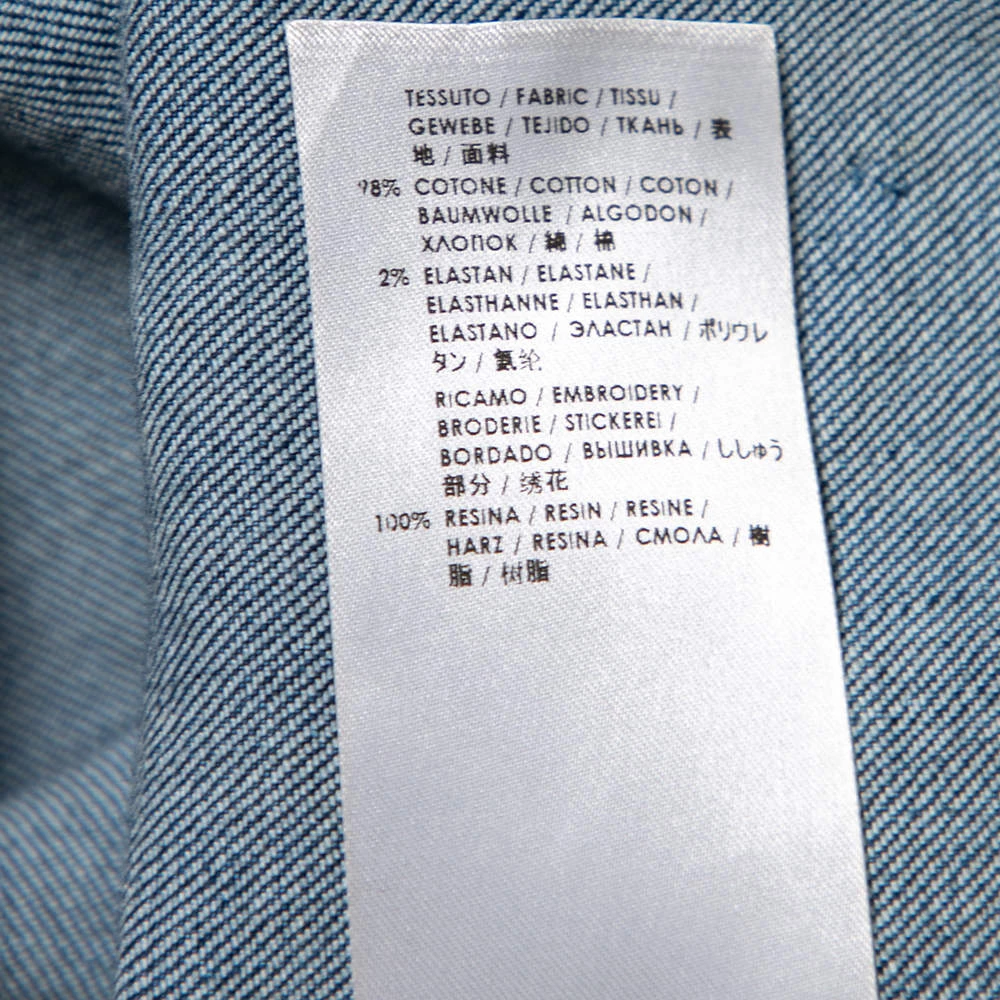 TESSUTO / FABRIC / TISSU /
GEWEBE / TEJIDO / ТКАНЬ / 表
地 / 面料
98% COTONE / COTTON / COTON /
BAUMWOLLE / ALGODON /
ХЛОПОК / 綿 / 棉
2% ELASTAN / ELASTANE /
ELASTHANNE / ELASTHAN /
ELASTANO / ЭЛАСТАН / ポリウレ
タン / 氨纶
RICAMO / EMBROIDERY /
BRODERIE / STICKEREI /
BORDADO / ВЫШИВКА / ししゅう
部分 / 绣花
100% RESINA / RESIN / RESINE /
HARZ / RESINA / СМОЛА / 樹
脂 / 树脂